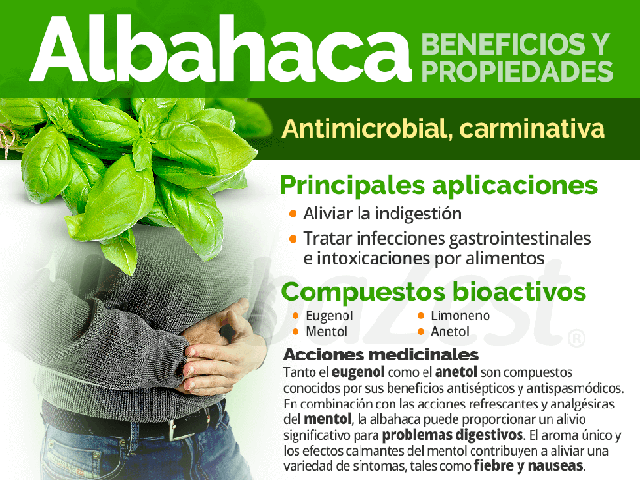 Albahaca
BENEFICIOS Y
PROPIEDADES
Antimicrobial, carminativa
Principales aplicaciones
• Aliviar la indigestión
• Tratar infecciones gastrointestinales
e intoxicaciones por alimentos
Compuestos bioactivos
• Eugenol • Limoneno
• Mentol • Anetol
Acciones medicinales
Tanto el eugenol como el anetol son compuestos
conocidos por sus beneficios antisépticos y antispasmódicos.
En combinación con las acciones refrescantes y analgésicas
del mentol, la albahaca puede proporcionar un alivio
significativo para problemas digestivos. El aroma único y
los efectos calmantes del mentol contribuyen a aliviar una
variedad de síntomas, tales como fiebre y nauseas.